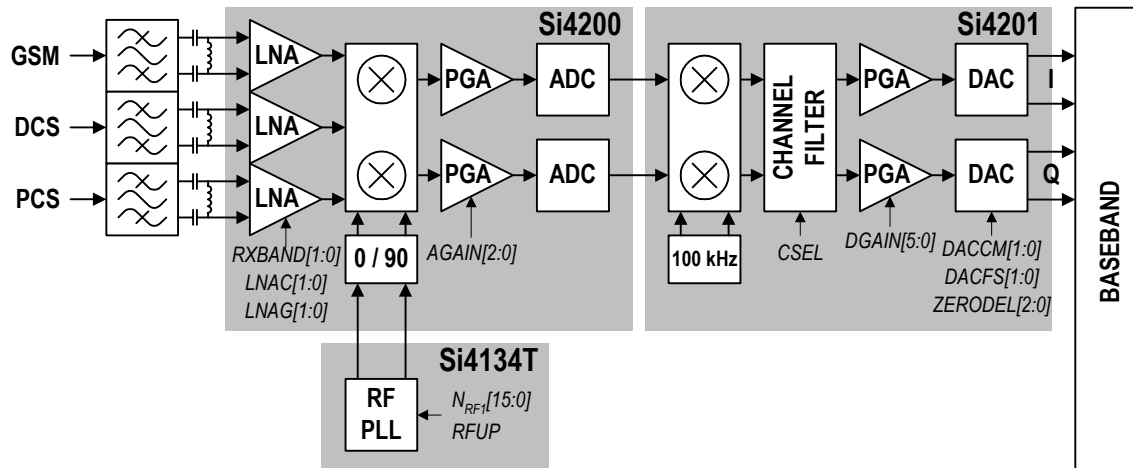 Si4200
Si4201
GSM
LNA
PGA
ADC
CHANNEL
FILTER
PGA
DAC
I
DCS
LNA
PCS
LNA
PGA
ADC
PGA
DAC
Q
BASEBAND
RXBAND[1:0]
LNAC[1:0]
LNAG[1:0]
0 / 90
AGAIN[2:0]
100 kHz
CSEL
DGAIN[5:0]
DACCM[1:0]
DACFS[1:0]
ZERODEL[2:0]
Si4134T
RF
PLL
NRF1[15:0]
RFUP